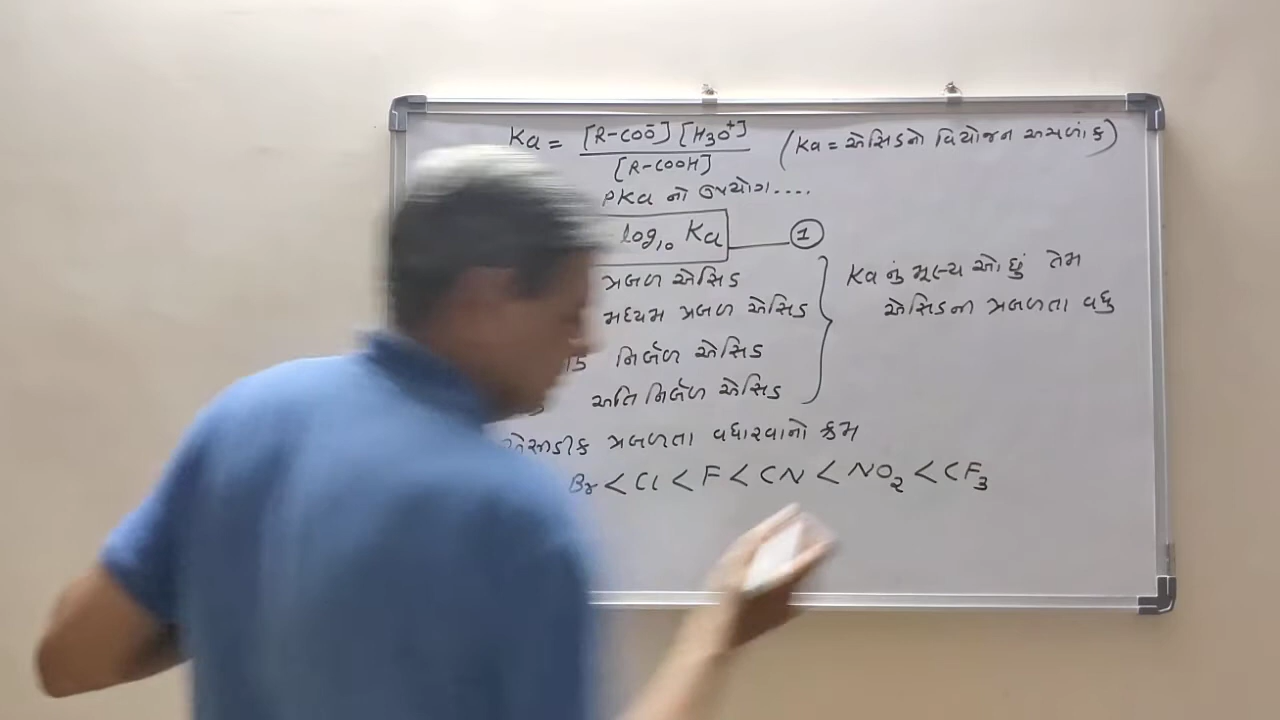 Ka = [R-COO⁻] [H₃O⁺] / [R-COOH] (Ka = એસિડનો વિયોજન અચળાંક)
PKa નો ઉપયોગ....
log₁₀ Ka ①
પ્રબળ એસિડ
મધ્યમ પ્રબળ એસિડ
નિર્બળ એસિડ
અતિ નિર્બળ એસિડ
Ka નું મૂલ્ય ઓછું તેમ
એસિડની પ્રબળતા વધુ
પ્રબળતા વધારવાનો ક્રમ
Br < Cl < F < CN < NO₂ < CF₃